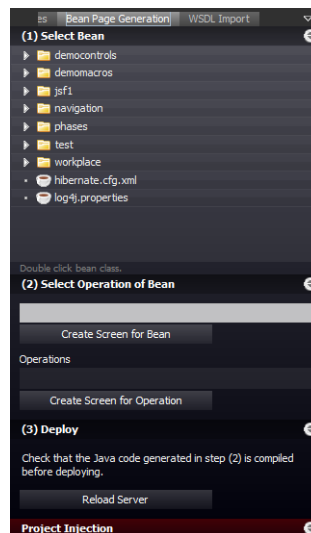 es Bean Page Generation WSDL Import
(1) Select Bean
democontrols
demomacros
jsf1
navigation
phases
test
workplace
hibernate.cfg.xml
log4j.properties
Double click bean class.
(2) Select Operation of Bean
Create Screen for Bean
Operations
Create Screen for Operation
(3) Deploy
Check that the Java code generated in step (2) is compiled
before deploying.
Reload Server
Project Injection